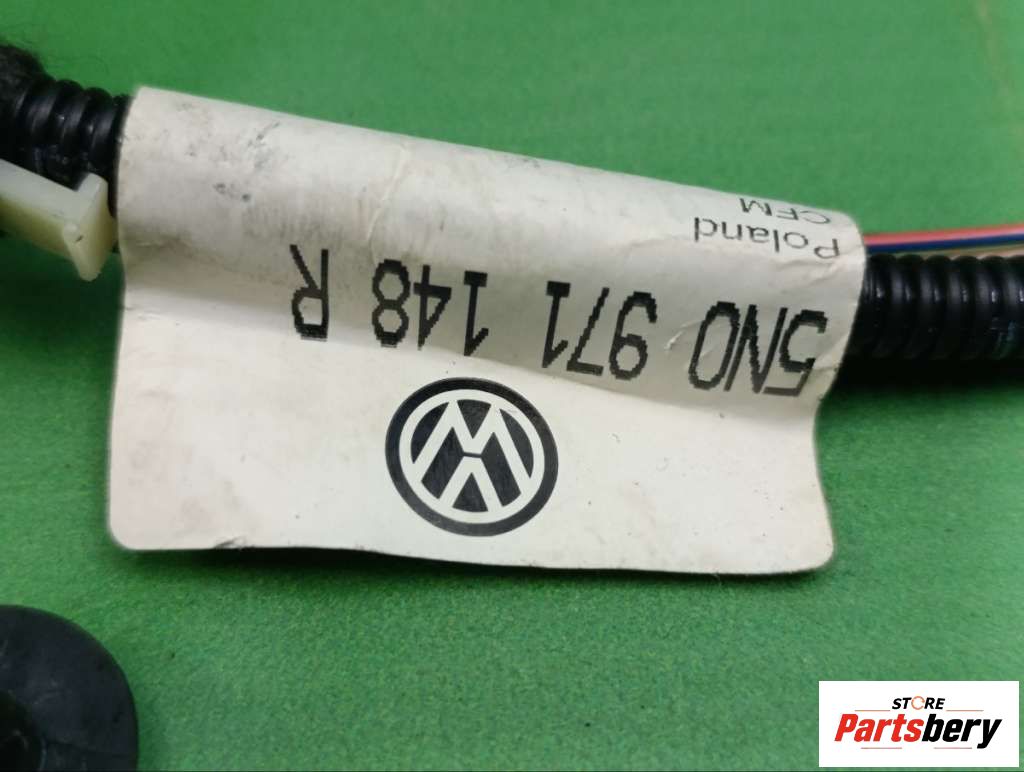 5N0 971 148 R
Poland
CFM
STORE
Partsbery